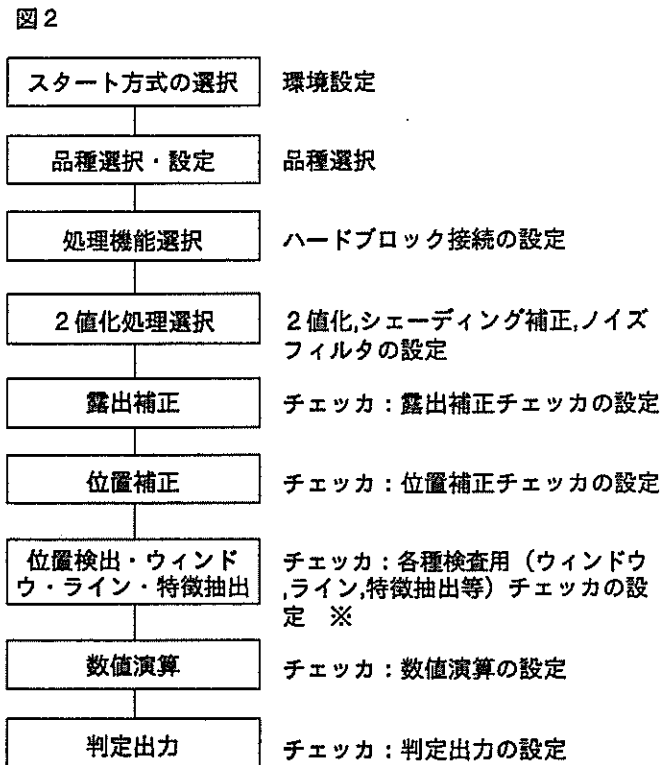 図2
スタート方式の選択 環境設定
品種選択・設定 品種選択
処理機能選択 ハードブロック接続の設定
2値化処理選択 2値化,シェーディング補正,ノイズ
フィルタの設定
露出補正 チェッカ：露出補正チェッカの設定
位置補正 チェッカ：位置補正チェッカの設定
位置検出・ウィンド
ウ・ライン・特徴抽出
チェッカ：各種検査用（ウィンドウ
,ライン,特徴抽出等）チェッカの設
定 ※
数値演算 チェッカ：数値演算の設定
判定出力 チェッカ：判定出力の設定